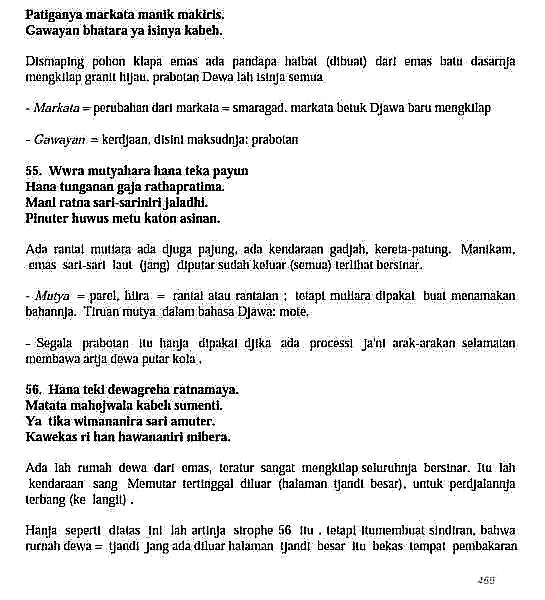 Patiganya markata manik makiris.
Gawayan bhatara ya isinya kabeh.
Dismaping pohon klapa emas ada pandapa haibat (dibuat) dari emas batu dasarnja
mengkilap granit hijau. prabotan Dewa lah isinja semua
- Markata = perubahan dari markata = smaragad. markata betuk Djawa baru mengkilap
- Gawayan = kerdjaan, disini maksudnja: prabotan
55. Wwra mutyahara hana teka payun
Hana tunganan gaja rathapratima.
Mani ratna sari-sariniri jaladhi.
Pinuter huwus metu katon asinan.
Ada rantai mutiara ada djuga pajung, ada kendaraan gadjah, kereta-patung. Manikam,
emas sari-sari laut (jang) diputar sudah keluar (semua) terlihat bersinar.
- Mutya = parel, hiira = rantai atau rantaian ; tetapi mutiara dipakai buat menamakan
bahannja. Tiruan mutya dalam bahasa Djawa: mote.
- Segala prabotan itu hanja dipakai djika ada processi ja'ni arak-arakan selamatan
membawa artja dewa putar kola .
56. Hana teki dewagreha ratnamaya.
Matata mahojwala kabeh sumenti.
Ya tika wimananira sari amuter.
Kawekas ri han hawananiri mibera.
Ada lah rumah dewa dari emas, teratur sangat mengkilap seluruhnja bersinar. Itu lah
kendaraan sang Memutar tertinggal diluar (halaman tjandi besar), untuk perdjalannja
terbang (ke langit) .
Hanja seperti diatas ini lah artinja strophe 56 itu . tetapi itumembuat sindiran, bahwa
rumah dewa = tjandi jang ada diluar halaman tjandi besar itu bekas tempat pembakaran
469